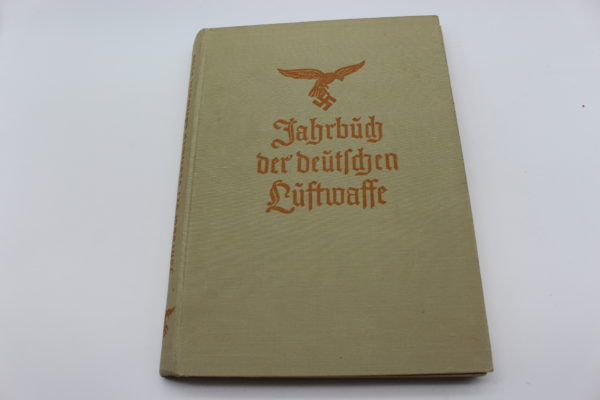 Jahrbuch
der deutschen
Luftwaffe